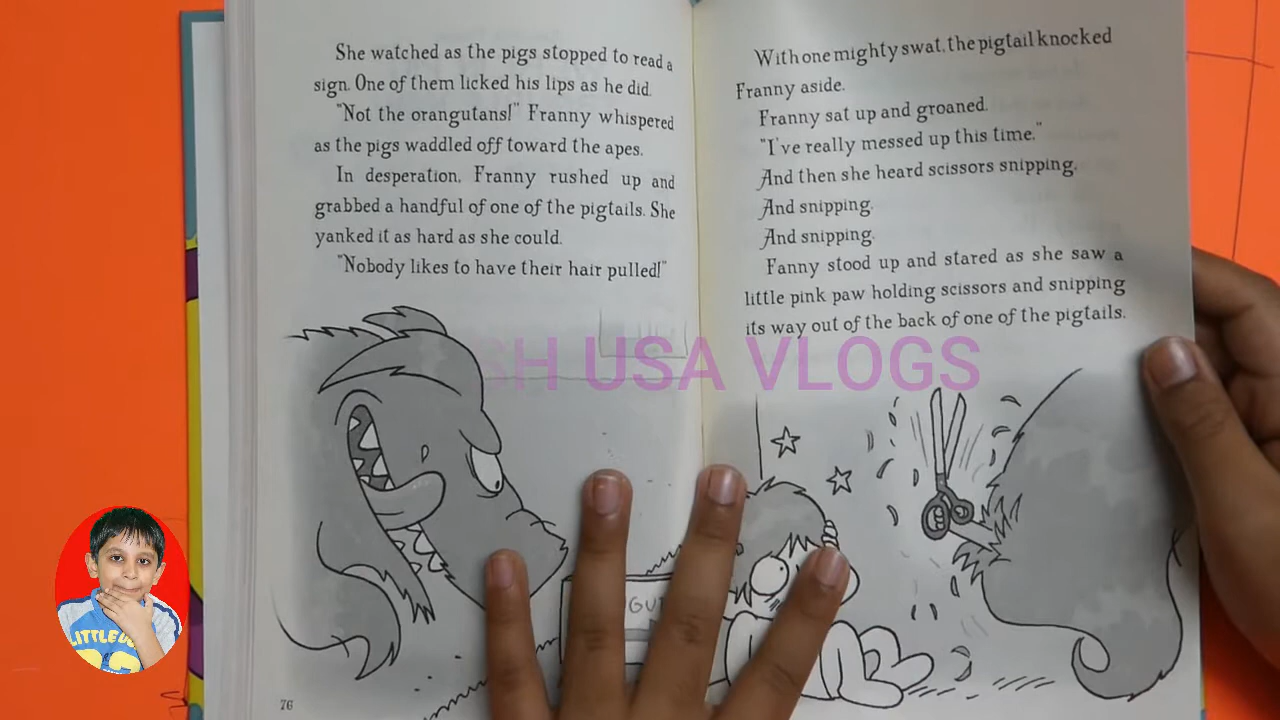 She watched as the pigs stopped to read a
sign. One of them licked his lips as he did.
"Not the orangutans!" Franny whispered
as the pigs waddled off toward the apes.
In desperation, Franny rushed up and
grabbed a handful of one of the pigtails. She
yanked it as hard as she could.
"Nobody likes to have their hair pulled!"
76
With one mighty swat, the pigtail knocked
Franny aside.
Franny sat up and groaned.
"I've really messed up this time."
And then she heard scissors snipping.
And snipping.
And snipping.
Fanny stood up and stared as she saw a
little pink paw holding scissors and snipping
its way out of the back of one of the pigtails.
SH USA VLOGS